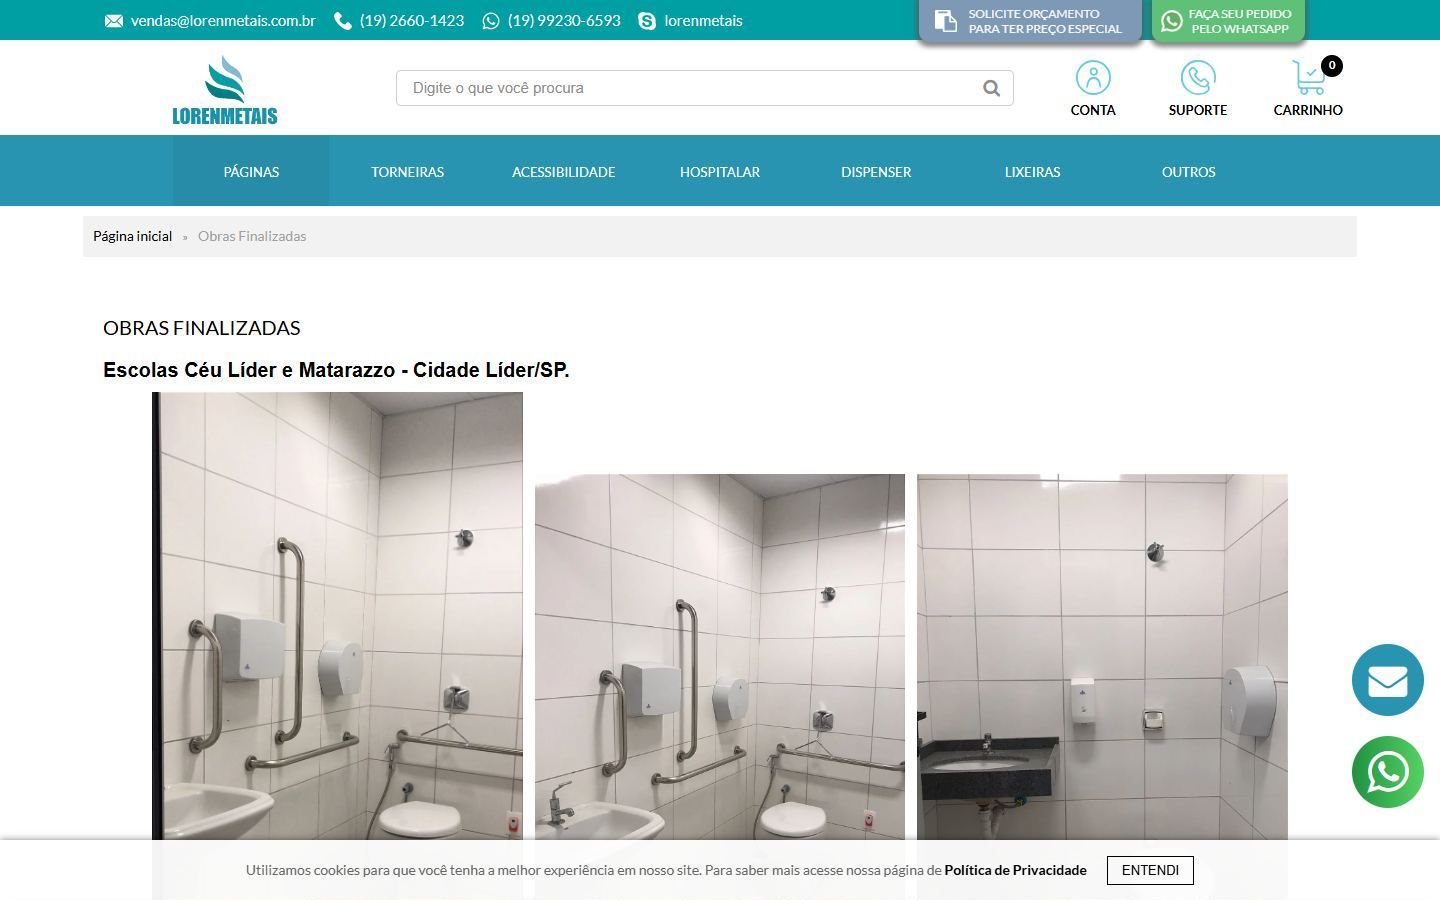 vendas@lorenmetais.com.br
(19) 2660-1423
(19) 99230-6593
lorenmetais
SOLICITE ORÇAMENTO
PARA TER PREÇO ESPECIAL
FAÇA SEU PEDIDO
PELO WHATSAPP
LORENMETAIS
Digite o que você procura
CONTA
SUPORTE
0
CARRINHO
PÁGINAS
TORNEIRAS
ACESSIBILIDADE
HOSPITALAR
DISPENSER
LIXEIRAS
OUTROS
Página inicial » Obras Finalizadas
OBRAS FINALIZADAS
Escolas Céu Líder e Matarazzo - Cidade Líder/SP.
Utilizamos cookies para que você tenha a melhor experiência em nosso site. Para saber mais acesse nossa página de Política de Privacidade
ENTENDI